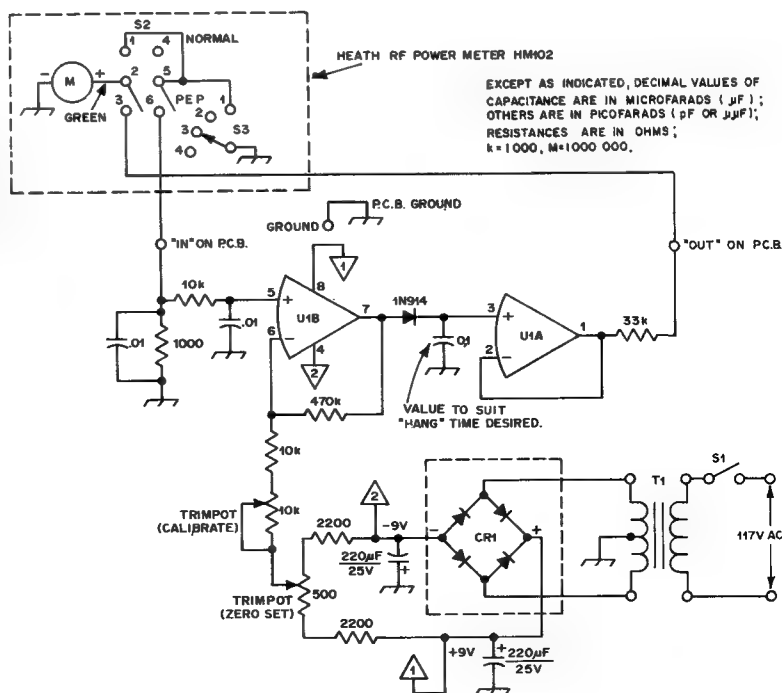 S2
1 4
NORMAL
HEATH RF POWER METER HM102
- M + 2 5
GREEN
3 6 PEP
2 1
3 S3
4
EXCEPT AS INDICATED, DECIMAL VALUES OF
CAPACITANCE ARE IN MICROFARADS (µF);
OTHERS ARE IN PICOFARADS (pF OR µµF);
RESISTANCES ARE IN OHMS;
k=1000, M=1000 000.
P.C.B. GROUND
GROUND
"IN" ON P.C.B.
"OUT" ON P.C.B.
1
8
10k
5 +
U1B
7
1N914
3 +
U1A
1
33k
.01
1000
.01
6 -
4
2
0.1
2 -
470k
VALUE TO SUIT
"HANG" TIME DESIRED.
10k
TRIMPOT
(CALIBRATE)
10k
2
2200
-9V
220µF
25V
+
- CR1 +
T1
S1
117V AC
TRIMPOT
(ZERO SET)
500
2200
+9V
+ 220µF
25V
1